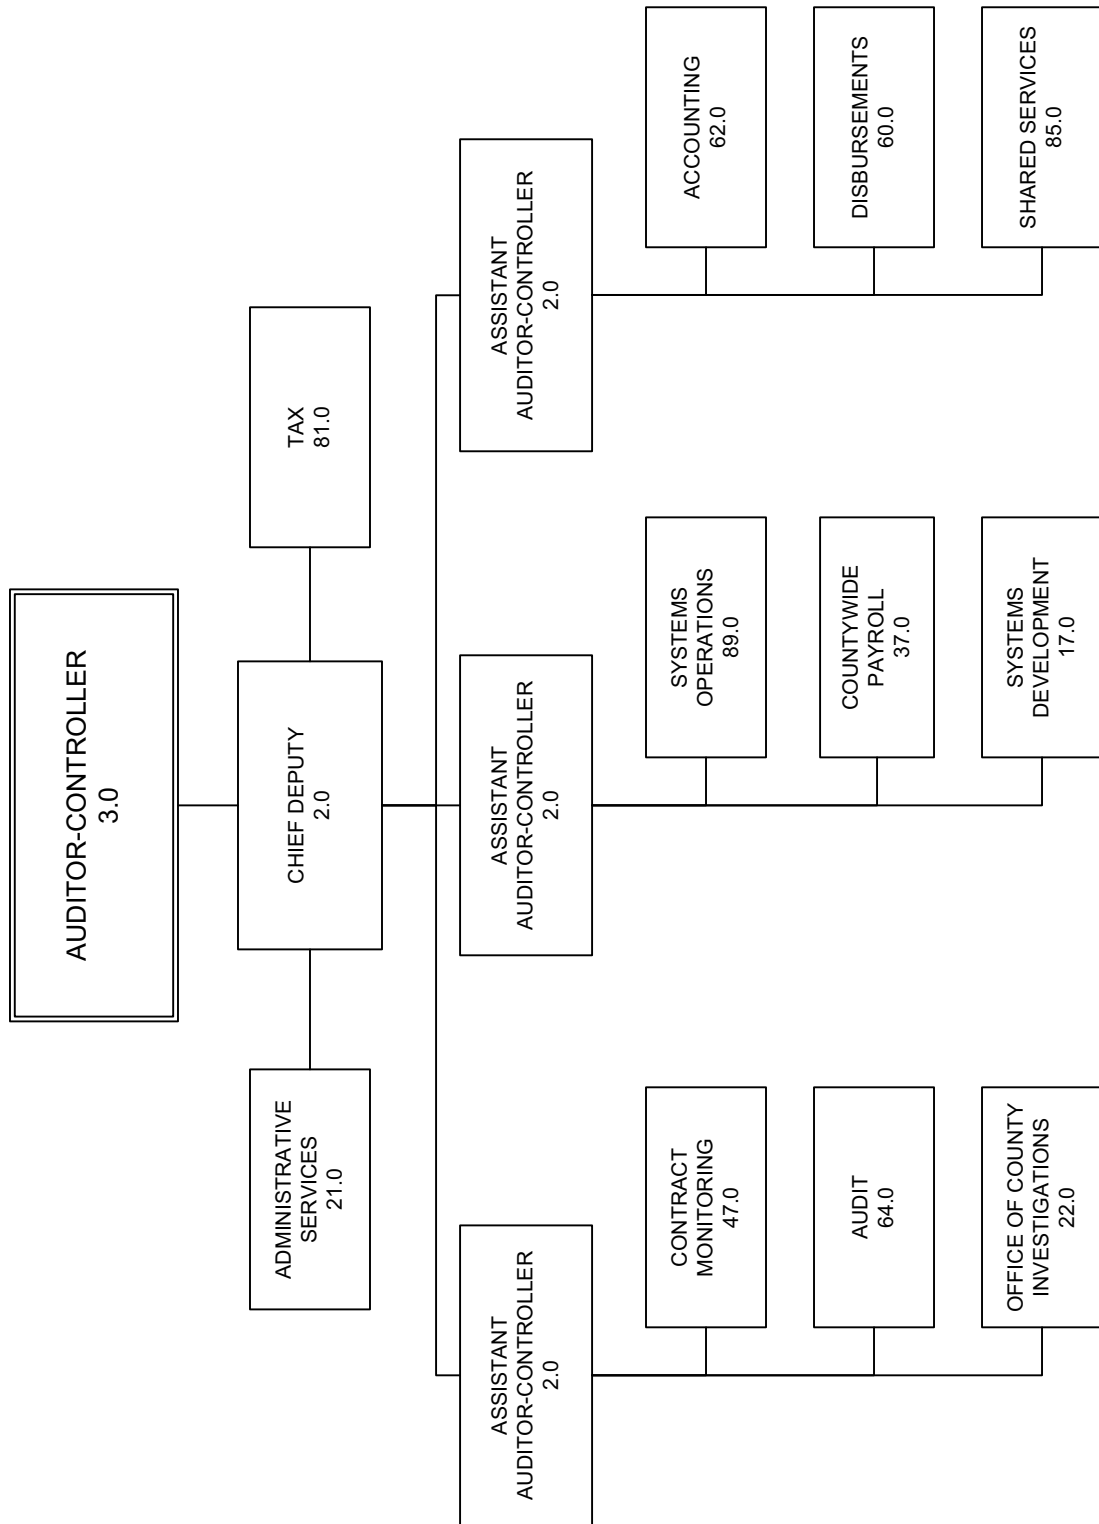 AUDITOR-CONTROLLER
3.0
ADMINISTRATIVE
SERVICES
21.0
CHIEF DEPUTY
2.0
TAX
81.0
ASSISTANT
AUDITOR-CONTROLLER
2.0
ASSISTANT
AUDITOR-CONTROLLER
2.0
ASSISTANT
AUDITOR-CONTROLLER
2.0
CONTRACT
MONITORING
47.0
SYSTEMS
OPERATIONS
89.0
ACCOUNTING
62.0
AUDIT
64.0
COUNTYWIDE
PAYROLL
37.0
DISBURSEMENTS
60.0
OFFICE OF COUNTY
INVESTIGATIONS
22.0
SYSTEMS
DEVELOPMENT
17.0
SHARED SERVICES
85.0